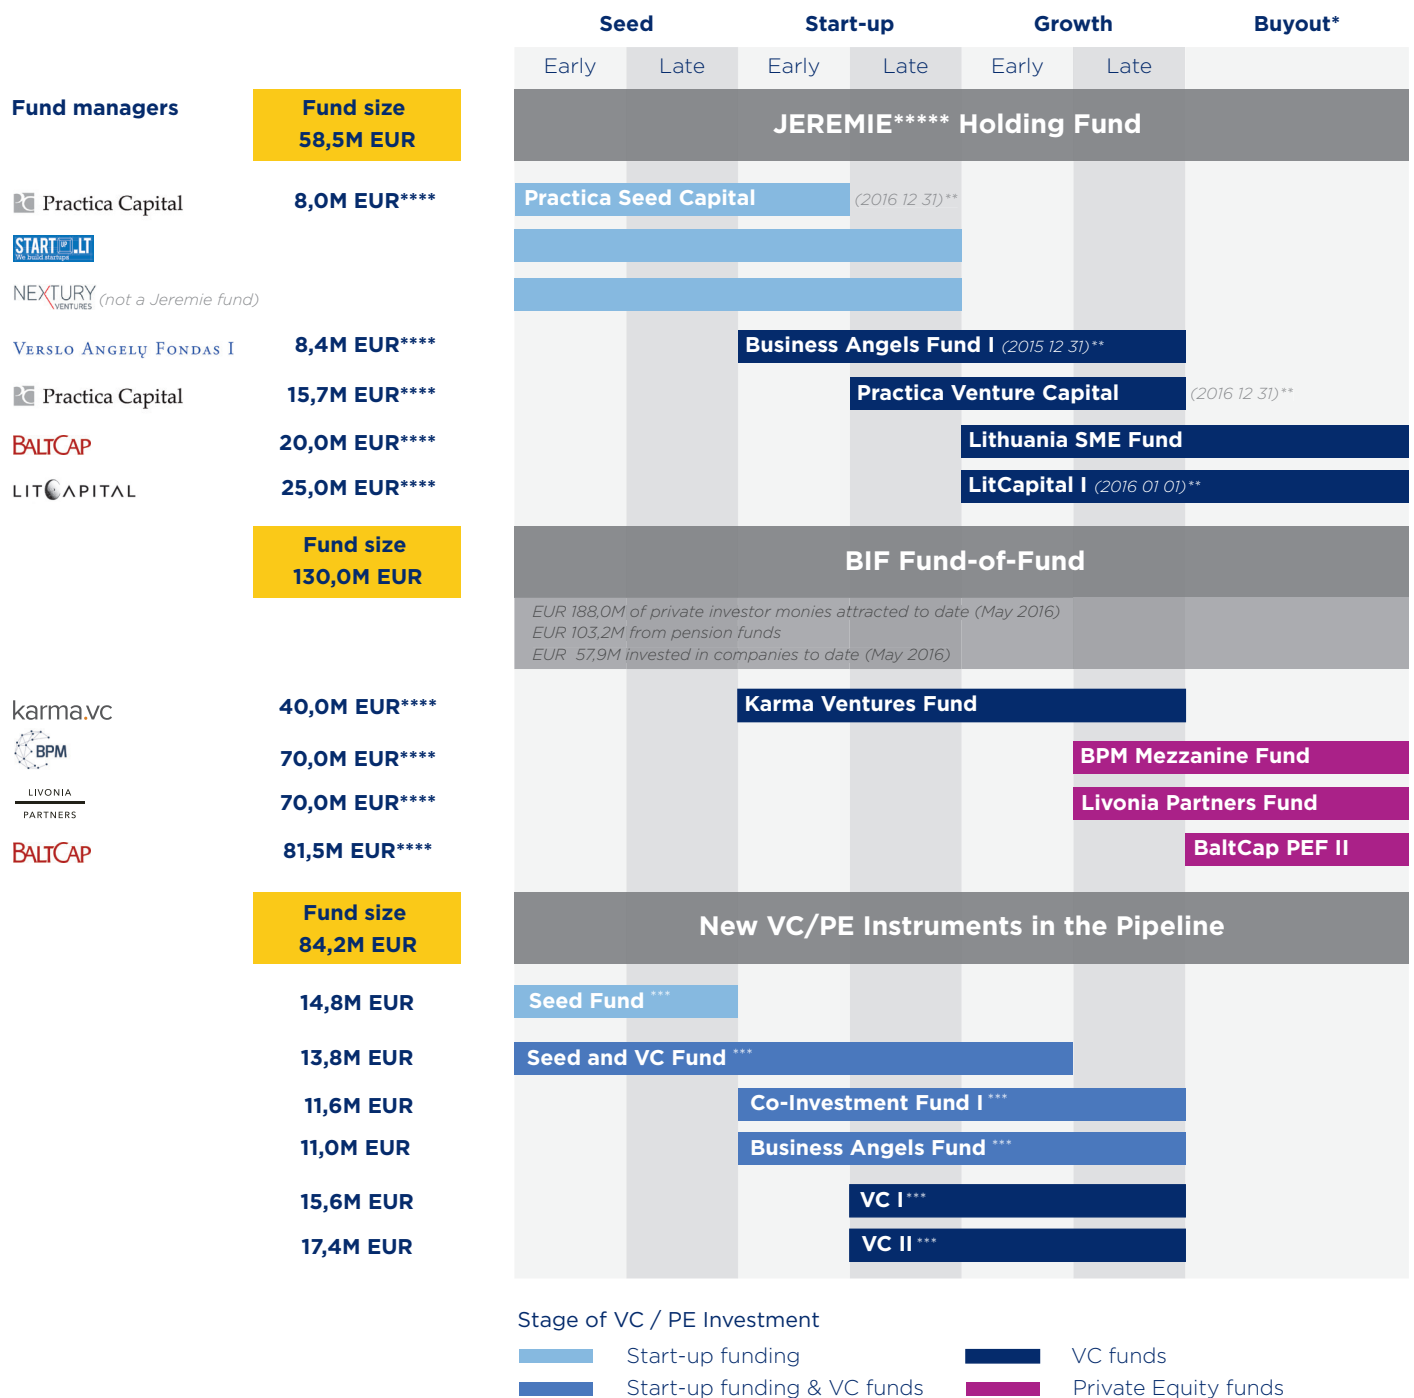 Seed Start-up Growth Buyout*
Early Late Early Late Early Late
Fund managers
Fund size
58,5M EUR
JEREMIE***** Holding Fund
Practica Capital 8,0M EUR**** Practica Seed Capital (2016 12 31)**
STARTUP.LT
We build startups
NEXTURY VENTURES (not a Jeremie fund)
VERSLO ANGELŲ FONDAS I 8,4M EUR**** Business Angels Fund I (2015 12 31)**
Practica Capital 15,7M EUR**** Practica Venture Capital (2016 12 31)**
BALTCAP 20,0M EUR**** Lithuania SME Fund
LITCAPITAL 25,0M EUR**** LitCapital I (2016 01 01)**
Fund size
130,0M EUR
BIF Fund-of-Fund
EUR 188,0M of private investor monies attracted to date (May 2016)
EUR 103,2M from pension funds
EUR 57,9M invested in companies to date (May 2016)
karma.vc 40,0M EUR**** Karma Ventures Fund
BPM 70,0M EUR**** BPM Mezzanine Fund
LIVONIA
PARTNERS
70,0M EUR**** Livonia Partners Fund
BALTCAP 81,5M EUR**** BaltCap PEF II
Fund size
84,2M EUR
New VC/PE Instruments in the Pipeline
14,8M EUR Seed Fund ***
13,8M EUR Seed and VC Fund ***
11,6M EUR Co-Investment Fund I ***
11,0M EUR Business Angels Fund ***
15,6M EUR VC I ***
17,4M EUR VC II ***
Stage of VC / PE Investment
Start-up funding VC funds
Start-up funding & VC funds Private Equity funds